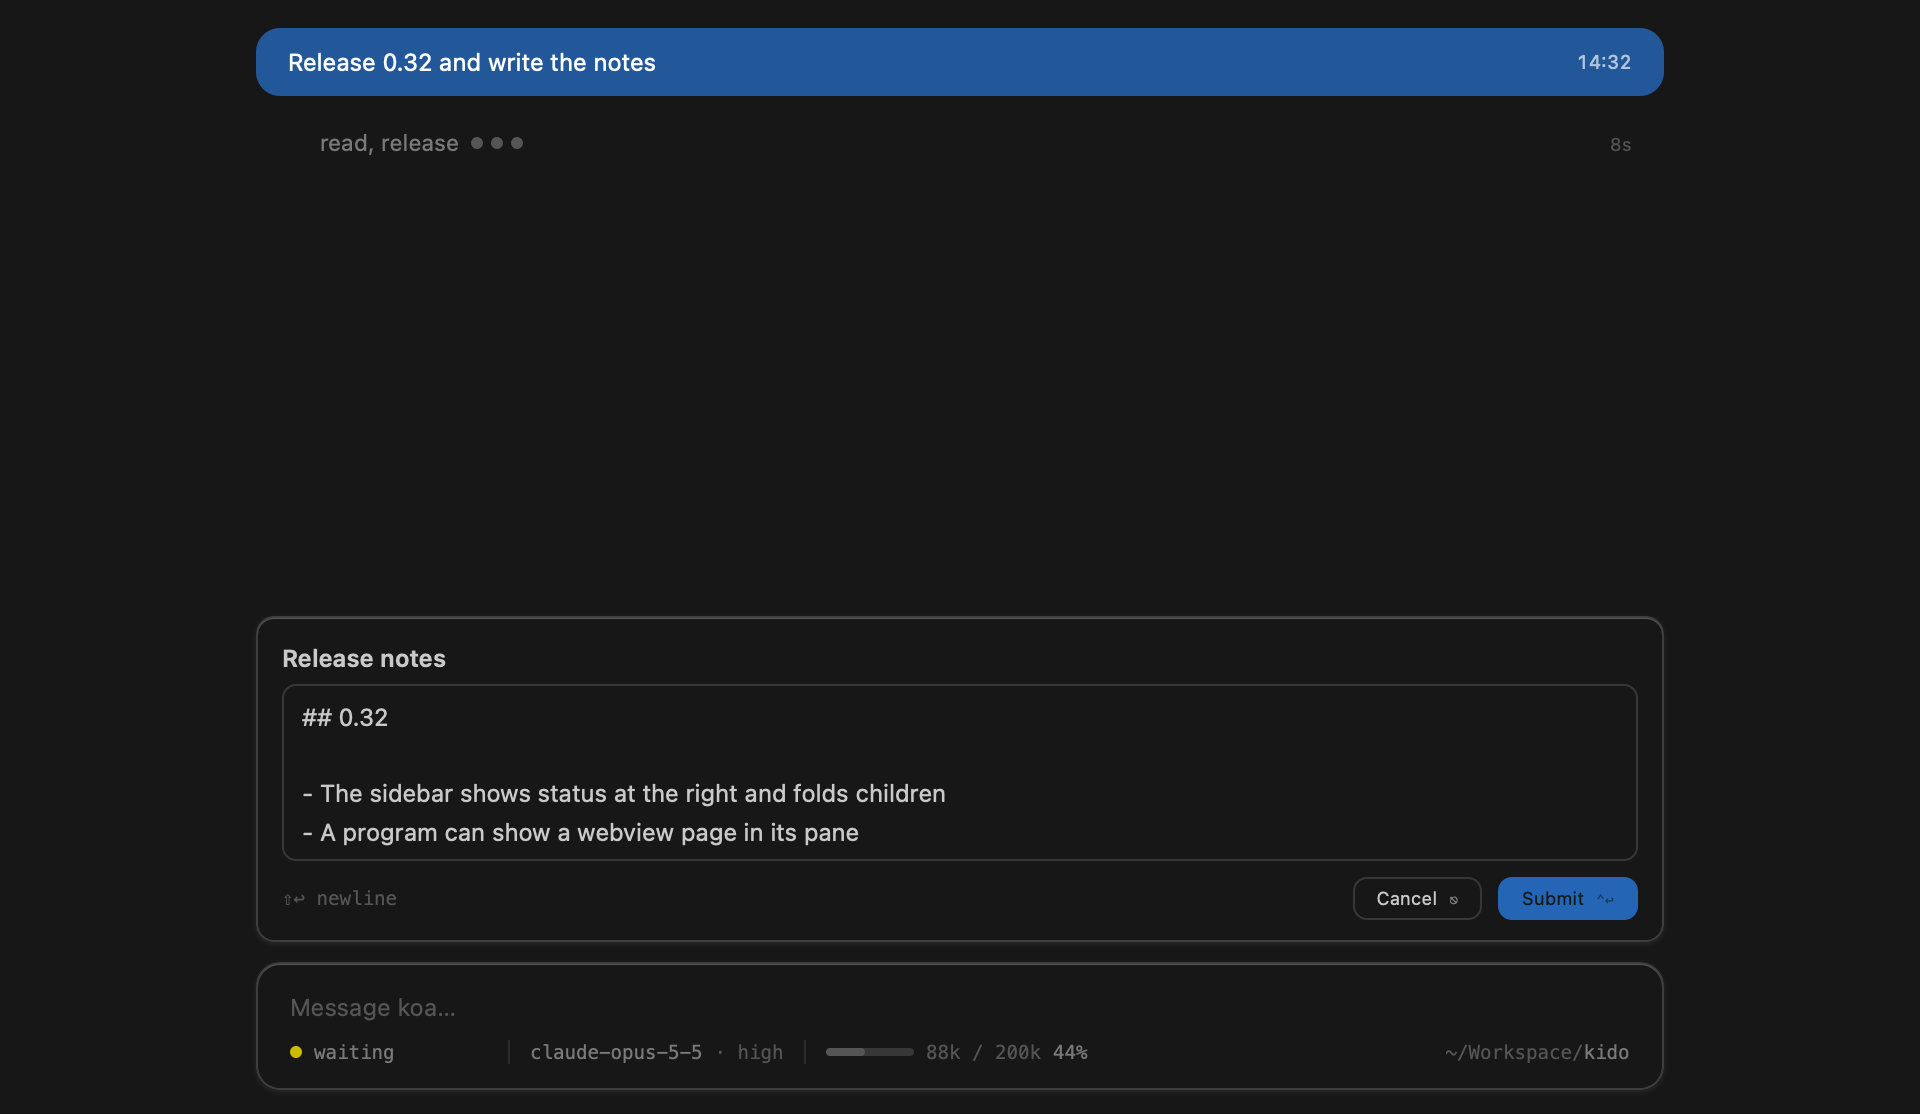 Release 0.32 and write the notes 14:32
read, release 8s
Release notes
## 0.32
- The sidebar shows status at the right and folds children
- A program can show a webview page in its pane
⇧↩ newline Cancel ⎋ Submit ^↩
Message koa...
waiting claude-opus-5-5 · high 88k / 200k 44% ~/Workspace/kido